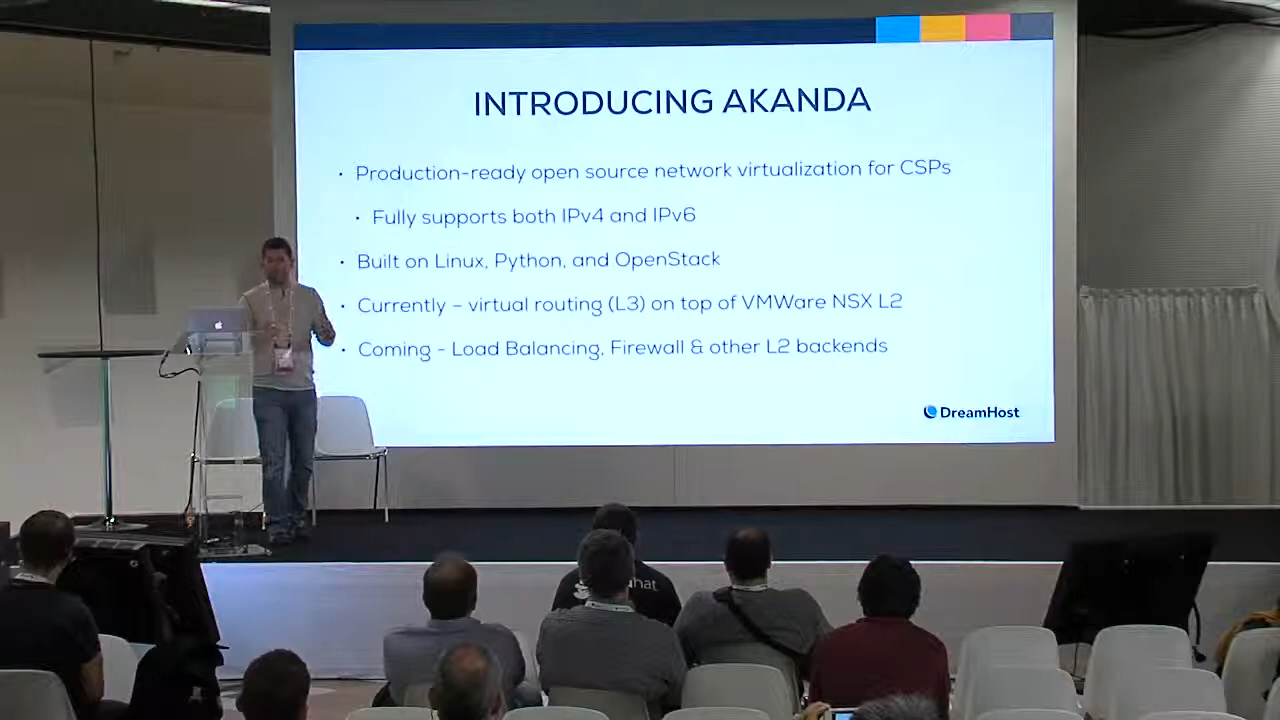 INTRODUCING AKANDA
· Production-ready open source network virtualization for CSPs
· Fully supports both IPv4 and IPv6
· Built on Linux, Python, and OpenStack
· Currently – virtual routing (L3) on top of VMWare NSX L2
· Coming - Load Balancing, Firewall & other L2 backends
DreamHost
hat